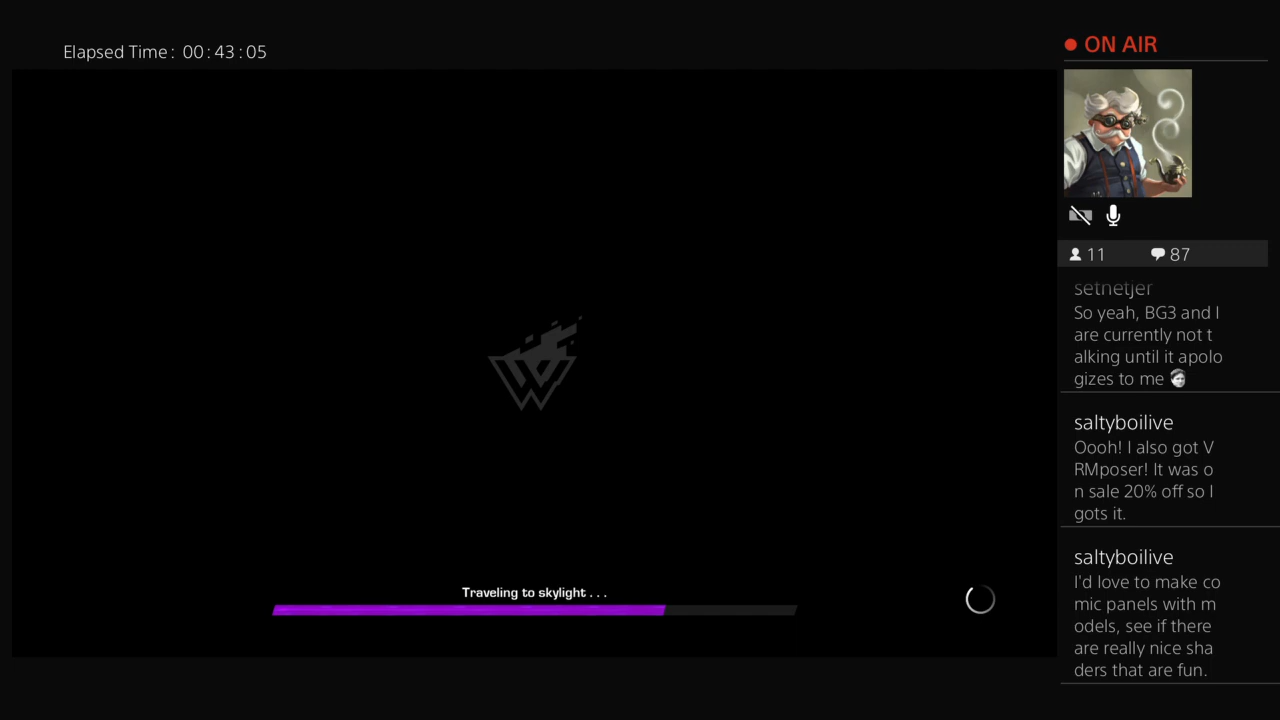 Elapsed Time: 00:43:05
ON AIR
11 87
setnetjer
So yeah, BG3 and I
are currently not t
alking until it apolo
gizes to me
saltyboilive
Oooh! I also got V
RMposer! It was o
n sale 20% off so I
gots it.
saltyboilive
I'd love to make co
mic panels with m
odels, see if there
are really nice sha
ders that are fun.
Traveling to skylight . . .